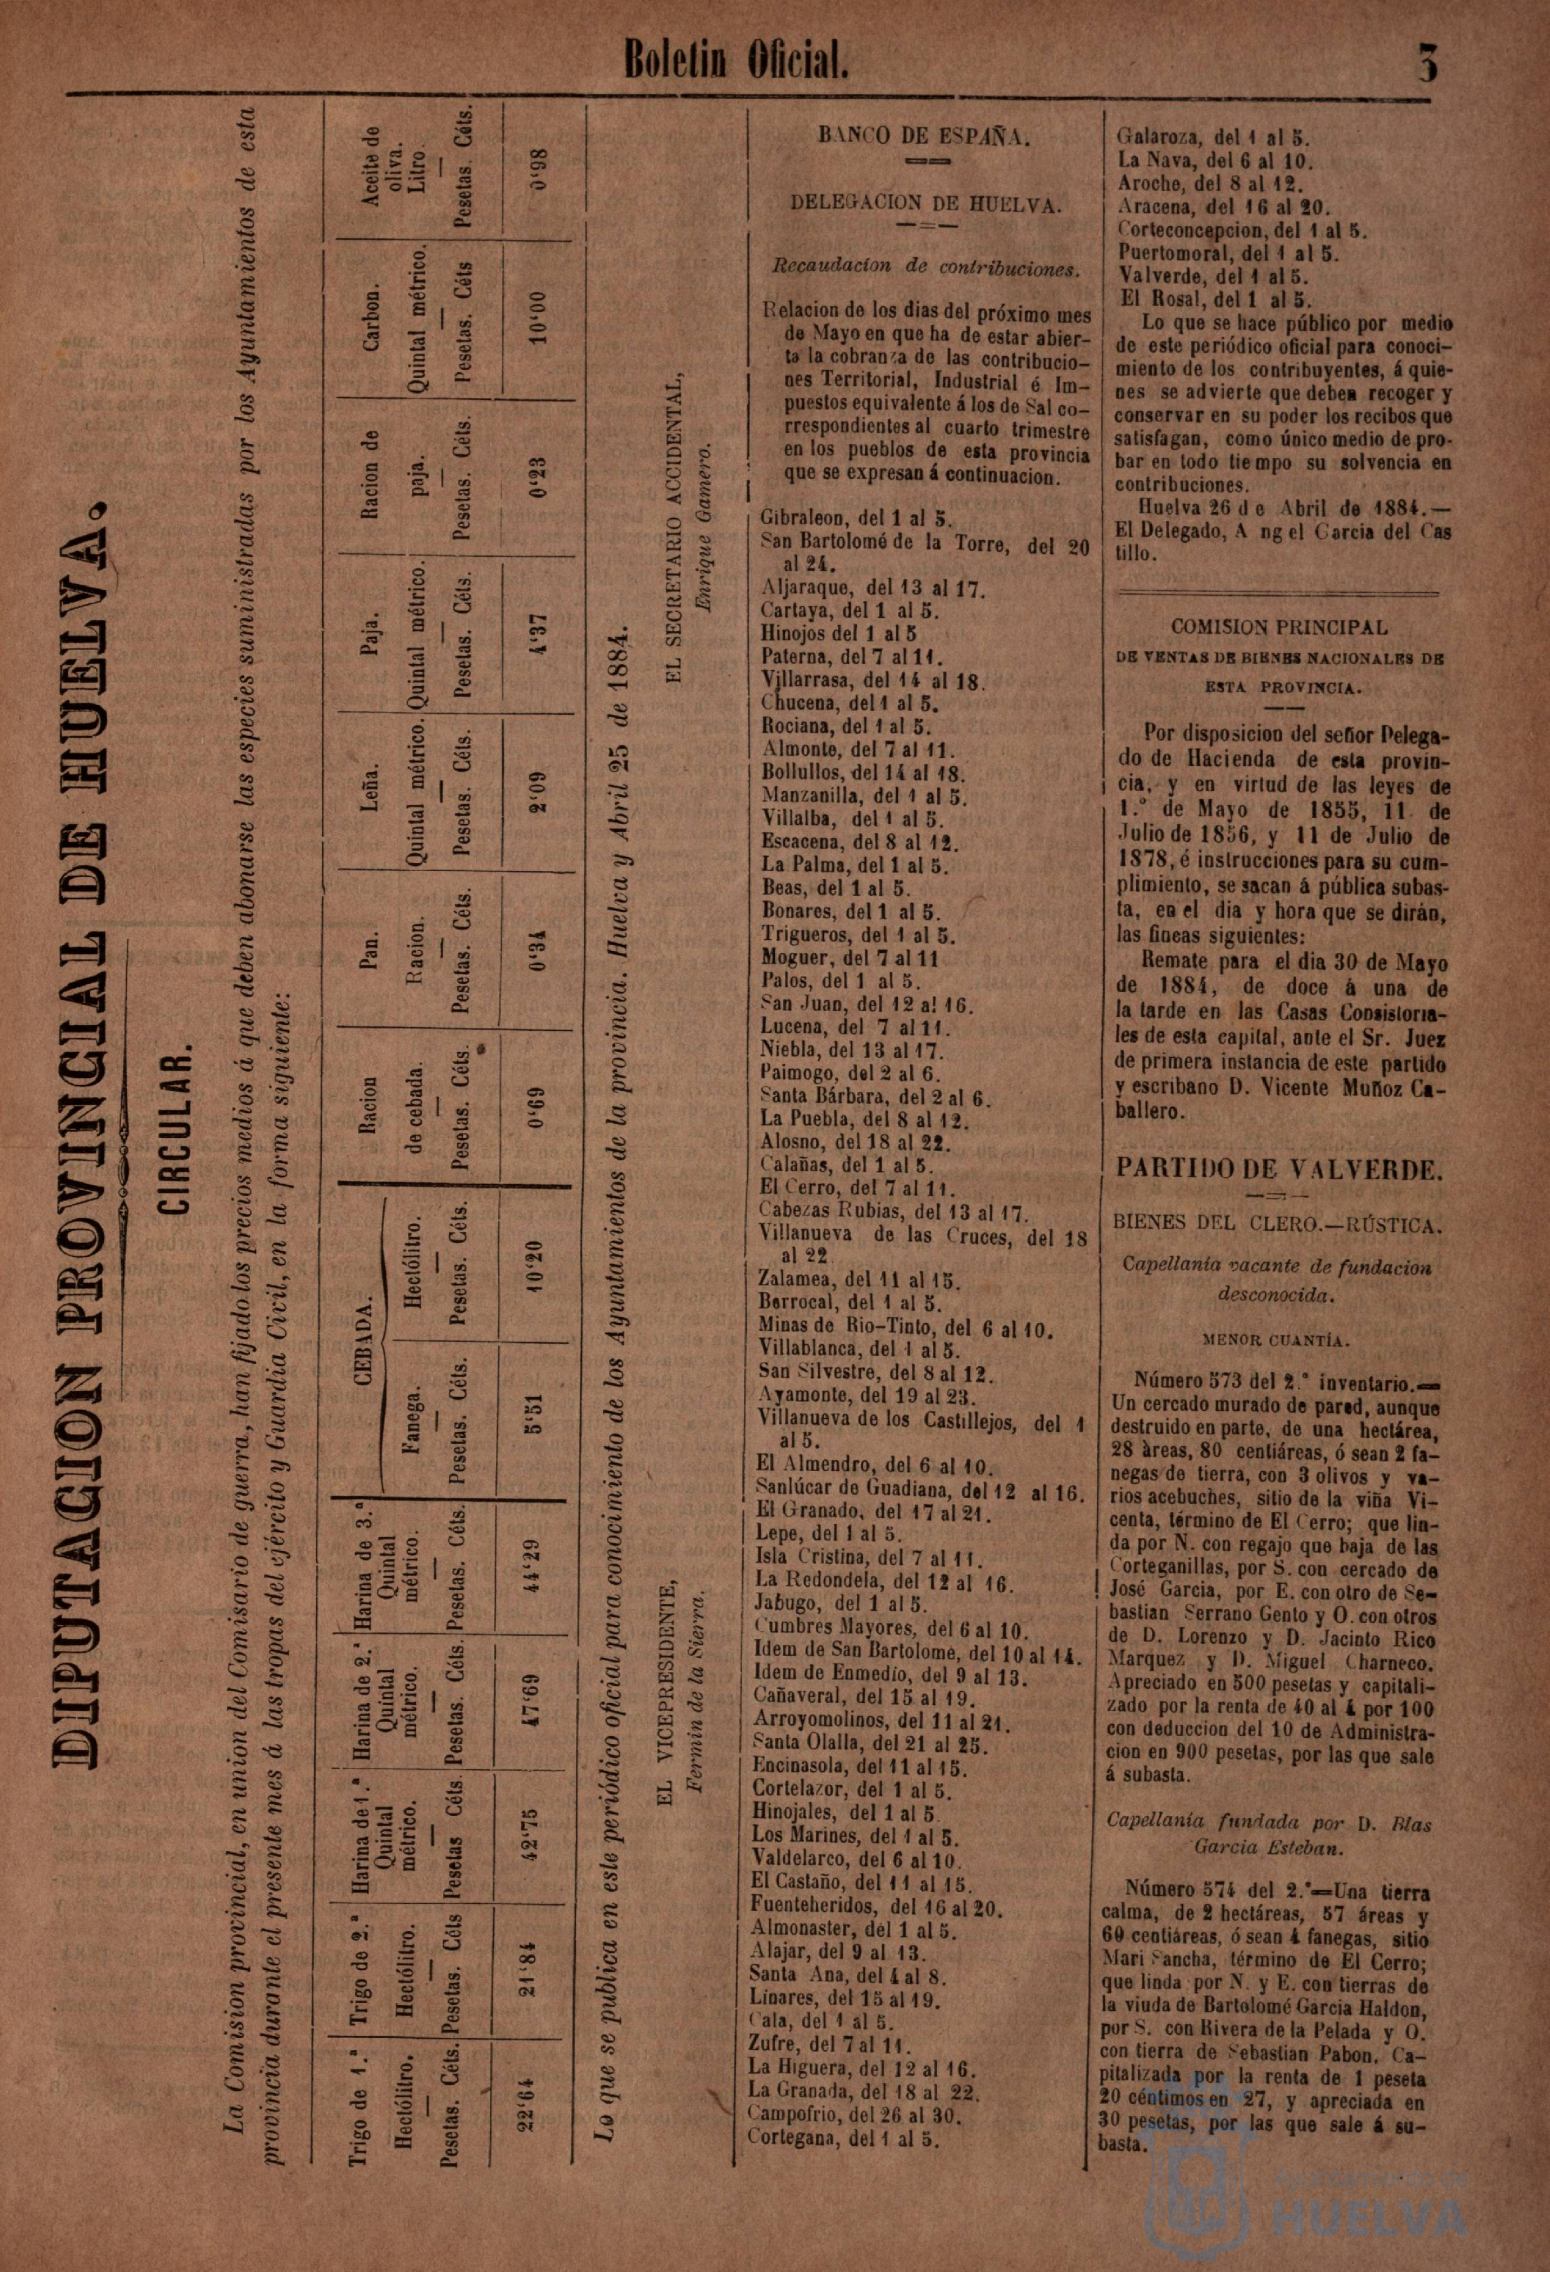 Boletin Oficial.
3
DIPUTACION PROVINCIAL DE HUELVA.
CIRCULAR.
La Comision provincial, en union del Comisario de guerra, han fijado los precios medios á que deben abonarse las especies suministradas por los Ayuntamientos de esta
provincia durante el presente mes á las tropas del ejército y Guardia Civil, en la forma siguiente:
Trigo de 1.ª
Hectólitro.
Pesetas. Céts.
22'64
Trigo de 2.ª
Hectólitro.
Pesetas. Céts
21'84
Harina de 1.ª
Quintal
métrico.
Pesetas Céts.
42'75
Harina de 2.ª
Quintal
métrico.
Pesetas. Céts.
47'69
Harina de 3.ª
Quintal
métrico.
Pesetas. Céts.
44'29
CEBADA.
Fanega.
Pesetas. Céts.
5'51
Hectólitro.
Pesetas. Céts.
10'20
Racion
de cebada.
Pesetas. Céts.
0'69
Pan.
Racion.
Pesetas. Céts.
0'34
Leña.
Quintal métrico.
Pesetas. Céts.
2'09
Paja.
Quintal métrico.
Pesetas. Céts.
4'37
Racion de
paja.
Pesetas. Céts.
0'23
Carbon.
Quintal métrico.
Pesetas. Céts
10'00
Aceite de
oliva.
Litro.
Pesetas. Céts.
0'98
Lo que se publica en este periódico oficial para conocimiento de los Ayuntamientos de la provincia. Huelva y Abril 25 de 1884.
EL VICEPRESIDENTE,
Fermin de la Sierra.
EL SECRETARIO ACCIDENTAL,
Enrique Gamero.
BANCO DE ESPAÑA.
DELEGACION DE HUELVA.
Recaudacion de contribuciones.
Relacion de los dias del próximo mes
de Mayo en que ha de estar abier-
ta la cobranza de las contribucio-
nes Territorial, Industrial é Im-
puestos equivalente á los de Sal co-
rrespondientes al cuarto trimestre
en los pueblos de esta provincia
que se expresan á continuacion.
Gibraleon, del 1 al 5.
San Bartolomé de la Torre, del 20
al 24.
Aljaraque, del 13 al 17.
Cartaya, del 1 al 5.
Hinojos del 1 al 5
Paterna, del 7 al 11.
Villarrasa, del 14 al 18.
Chucena, del 1 al 5.
Rociana, del 1 al 5.
Almonte, del 7 al 11.
Bollullos, del 14 al 18.
Manzanilla, del 1 al 5.
Villalba, del 1 al 5.
Escacena, del 8 al 12.
La Palma, del 1 al 5.
Beas, del 1 al 5.
Bonares, del 1 al 5.
Trigueros, del 1 al 5.
Moguer, del 7 al 11
Palos, del 1 al 5.
San Juan, del 12 al 16.
Lucena, del 7 al 11.
Niebla, del 13 al 17.
Paimogo, del 2 al 6.
Santa Bárbara, del 2 al 6.
La Puebla, del 8 al 12.
Alosno, del 18 al 22.
Calañas, del 1 al 5.
El Cerro, del 7 al 11.
Cabezas Rubias, del 13 al 17.
Villanueva de las Cruces, del 18
al 22
Zalamea, del 11 al 15.
Berrocal, del 1 al 5.
Minas de Rio-Tinto, del 6 al 10.
Villablanca, del 1 al 5.
San Silvestre, del 8 al 12.
Ayamonte, del 19 al 23.
Villanueva de los Castillejos, del 1
al 5.
El Almendro, del 6 al 10.
Sanlúcar de Guadiana, del 12 al 16.
El Granado, del 17 al 21.
Lepe, del 1 al 5.
Isla Cristina, del 7 al 11.
La Redondela, del 12 al 16.
Jabugo, del 1 al 5.
Cumbres Mayores, del 6 al 10.
Idem de San Bartolome, del 10 al 14.
Idem de Enmedio, del 9 al 13.
Cañaveral, del 15 al 19.
Arroyomolinos, del 11 al 21.
Santa Olalla, del 21 al 25.
Encinasola, del 11 al 15.
Cortelazor, del 1 al 5.
Hinojales, del 1 al 5.
Los Marines, del 1 al 5.
Valdelarco, del 6 al 10.
El Castaño, del 11 al 15.
Fuenteheridos, del 16 al 20.
Almonaster, del 1 al 5.
Alajar, del 9 al 13.
Santa Ana, del 4 al 8.
Linares, del 15 al 19.
Cala, del 1 al 5.
Zufre, del 7 al 11.
La Higuera, del 12 al 16.
La Granada, del 18 al 22.
Campofrio, del 26 al 30.
Cortegana, del 1 al 5.
Galaroza, del 1 al 5.
La Nava, del 6 al 10.
Aroche, del 8 al 12.
Aracena, del 16 al 20.
Corteconcepcion, del 1 al 5.
Puertomoral, del 1 al 5.
Valverde, del 1 al 5.
El Rosal, del 1 al 5.
Lo que se hace público por medio
de este periódico oficial para conoci-
miento de los contribuyentes, á quie-
nes se advierte que deben recoger y
conservar en su poder los recibos que
satisfagan, como único medio de pro-
bar en todo tiempo su solvencia en
contribuciones.
Huelva 26 de Abril de 1884.—
El Delegado, A ngel Garcia del Cas
tillo.
COMISION PRINCIPAL
DE VENTAS DE BIENES NACIONALES DE
ESTA PROVINCIA.
Por disposicion del señor Delega-
do de Hacienda de esta provin-
cia, y en virtud de las leyes de
1.º de Mayo de 1855, 11 de
Julio de 1856, y 11 de Julio de
1878, é instrucciones para su cum-
plimiento, se sacan á pública subas-
ta, en el dia y hora que se dirán,
las fincas siguientes:
Remate para el dia 30 de Mayo
de 1884, de doce á una de
la tarde en las Casas Consistoria-
les de esta capital, ante el Sr. Juez
de primera instancia de este partido
y escribano D. Vicente Muñoz Ca-
ballero.
PARTIDO DE VALVERDE.
BIENES DEL CLERO.—RÚSTICA.
Capellanía vacante de fundacion
desconocida.
MENOR CUANTÍA.
Número 573 del 2.º inventario.—
Un cercado murado de pared, aunque
destruido en parte, de una hectárea,
28 àreas, 80 centiáreas, ó sean 2 fa-
negas de tierra, con 3 olivos y va-
rios acebuches, sitio de la viña Vi-
centa, término de El Cerro; que lin-
da por N. con regajo que baja de las
Corteganillas, por S. con cercado de
José Garcia, por E. con otro de Se-
bastian Serrano Gento y O. con otros
de D. Lorenzo y D. Jacinto Rico
Marquez y D. Miguel Charneco.
Apreciado en 500 pesetas y capitali-
zado por la renta de 40 al 4 por 100
con deduccion del 10 de Administra-
cion en 900 pesetas, por las que sale
á subasta.
Capellanía fundada por D. Blas
Garcia Esteban.
Número 574 del 2.º—Una tierra
calma, de 2 hectáreas, 57 áreas y
60 centiáreas, ó sean 4 fanegas, sitio
Mari Sancha, término de El Cerro;
que linda por N. y E. con tierras de
la viuda de Bartolomé Garcia Haldon,
por S. con Rivera de la Pelada y O.
con tierra de Sebastian Pabon. Ca-
pitalizada por la renta de 1 peseta
20 céntimos en 27, y apreciada en
30 pesetas, por las que sale á su-
basta.
HUELVA